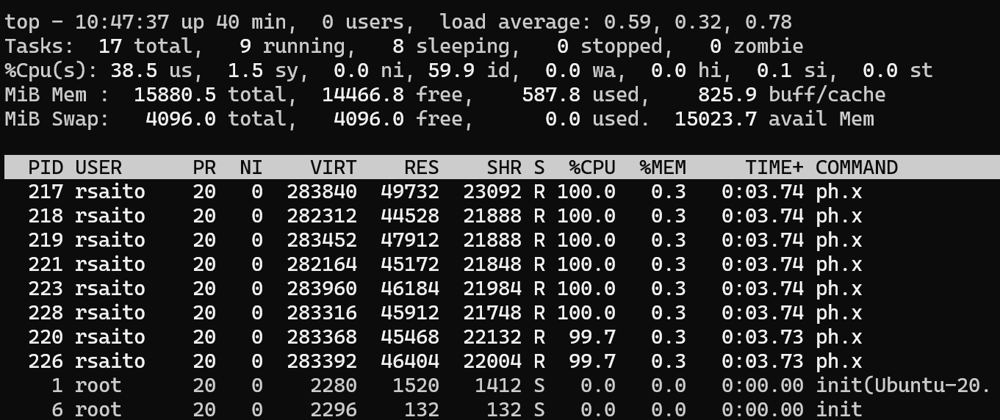 top - 10:47:37 up 40 min,  0 users,  load average: 0.59, 0.32, 0.78
Tasks:  17 total,   9 running,   8 sleeping,   0 stopped,   0 zombie
%Cpu(s): 38.5 us,  1.5 sy,  0.0 ni, 59.9 id,  0.0 wa,  0.0 hi,  0.1 si,  0.0 st
MiB Mem :  15880.5 total,  14466.8 free,    587.8 used,    825.9 buff/cache
MiB Swap:   4096.0 total,   4096.0 free,      0.0 used.  15023.7 avail Mem
  PID USER      PR  NI    VIRT    RES    SHR S  %CPU  %MEM     TIME+ COMMAND
  217 rsaito    20   0  283840  49732  23092 R 100.0   0.3   0:03.74 ph.x
  218 rsaito    20   0  282312  44528  21888 R 100.0   0.3   0:03.74 ph.x
  219 rsaito    20   0  283452  47912  21888 R 100.0   0.3   0:03.74 ph.x
  221 rsaito    20   0  282164  45172  21848 R 100.0   0.3   0:03.74 ph.x
  223 rsaito    20   0  283960  46184  21984 R 100.0   0.3   0:03.74 ph.x
  228 rsaito    20   0  283316  45912  21748 R 100.0   0.3   0:03.74 ph.x
  220 rsaito    20   0  283368  45468  22132 R  99.7   0.3   0:03.73 ph.x
  226 rsaito    20   0  283392  46404  22004 R  99.7   0.3   0:03.73 ph.x
    1 root      20   0    2280   1520   1412 S   0.0   0.0   0:00.00 init(Ubuntu-20.
    6 root      20   0    2296    132    132 S   0.0   0.0   0:00.00 init